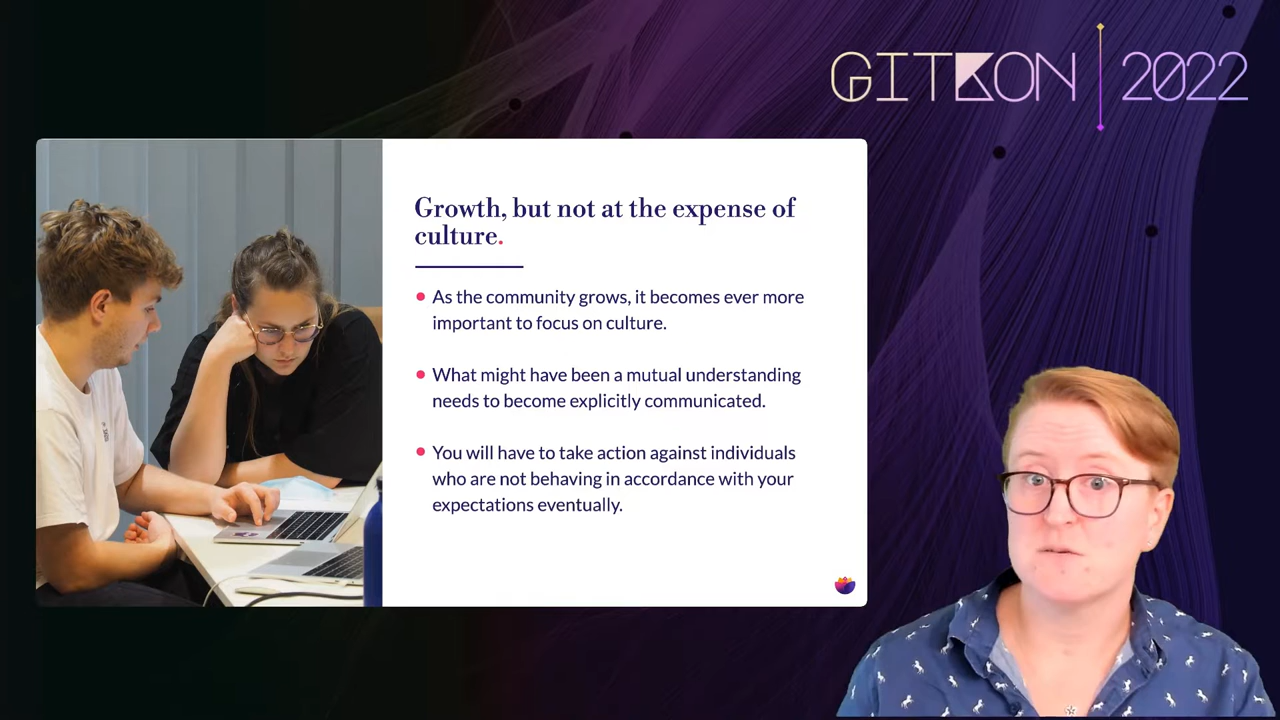 GITKON 2022
Growth, but not at the expense of
culture.
As the community grows, it becomes ever more
important to focus on culture.
What might have been a mutual understanding
needs to become explicitly communicated.
You will have to take action against individuals
who are not behaving in accordance with your
expectations eventually.